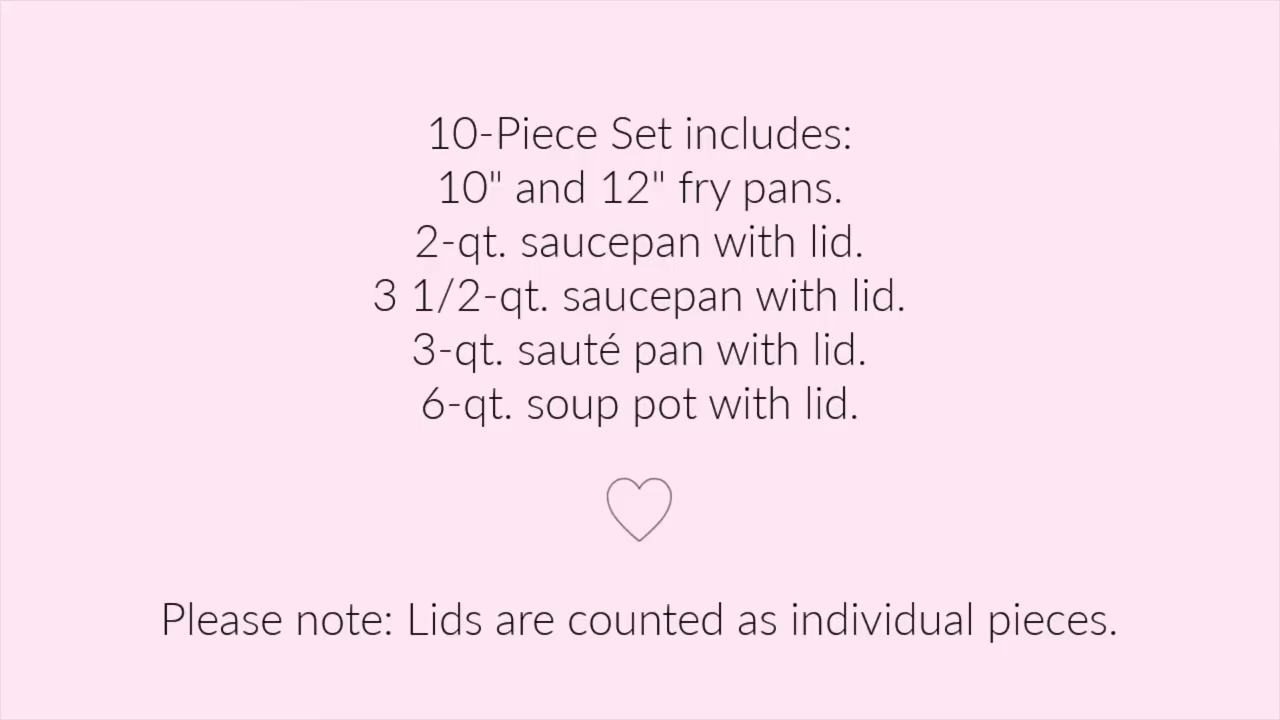 10-Piece Set includes:
10" and 12" fry pans.
2-qt. saucepan with lid.
3 1/2-qt. saucepan with lid.
3-qt. sauté pan with lid.
6-qt. soup pot with lid.
Please note: Lids are counted as individual pieces.